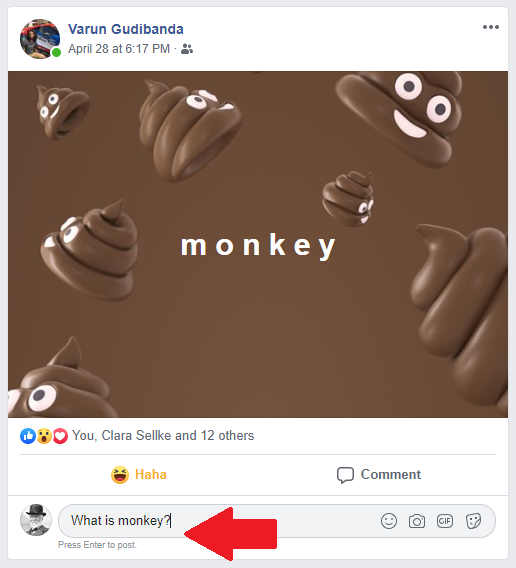 Varun Gudibanda
April 28 at 6:17 PM ·
m o n k e y
You, Clara Sellke and 12 others
Haha
Comment
What is monkey?
GIF
Press Enter to post.